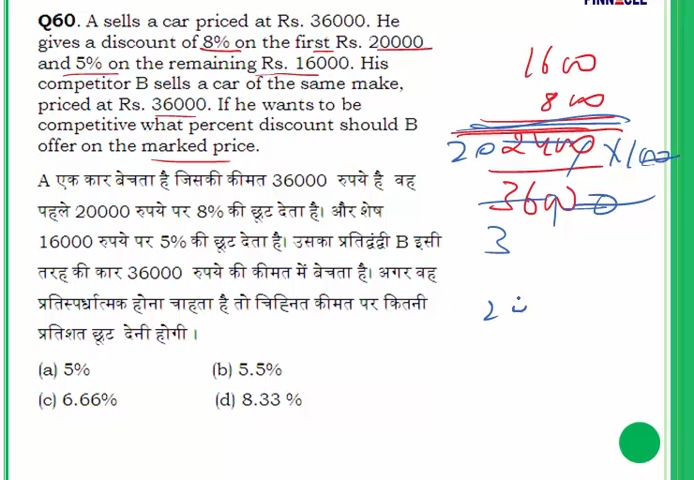 PINNACLE
Q60. A sells a car priced at Rs. 36000. He
gives a discount of 8% on the first Rs. 20000
and 5% on the remaining Rs. 16000. His
competitor B sells a car of the same make,
priced at Rs. 36000. If he wants to be
competitive what percent discount should B
offer on the marked price.
A एक कार बेचता है जिसकी कीमत 36000 रुपये है वह
पहले 20000 रुपये पर 8% की छूट देता है। और शेष
16000 रुपये पर 5% की छूट देता है। उसका प्रतिद्वंद्वी B इसी
तरह की कार 36000 रुपये की कीमत में बेचता है। अगर वह
प्रतिस्पर्धात्मक होना चाहता है तो चिह्नित कीमत पर कितनी
प्रतिशत छूट देनी होगी ।
(a) 5% (b) 5.5%
(c) 6.66% (d) 8.33 %
1600
800
20 2400 × 100
36000
3
2